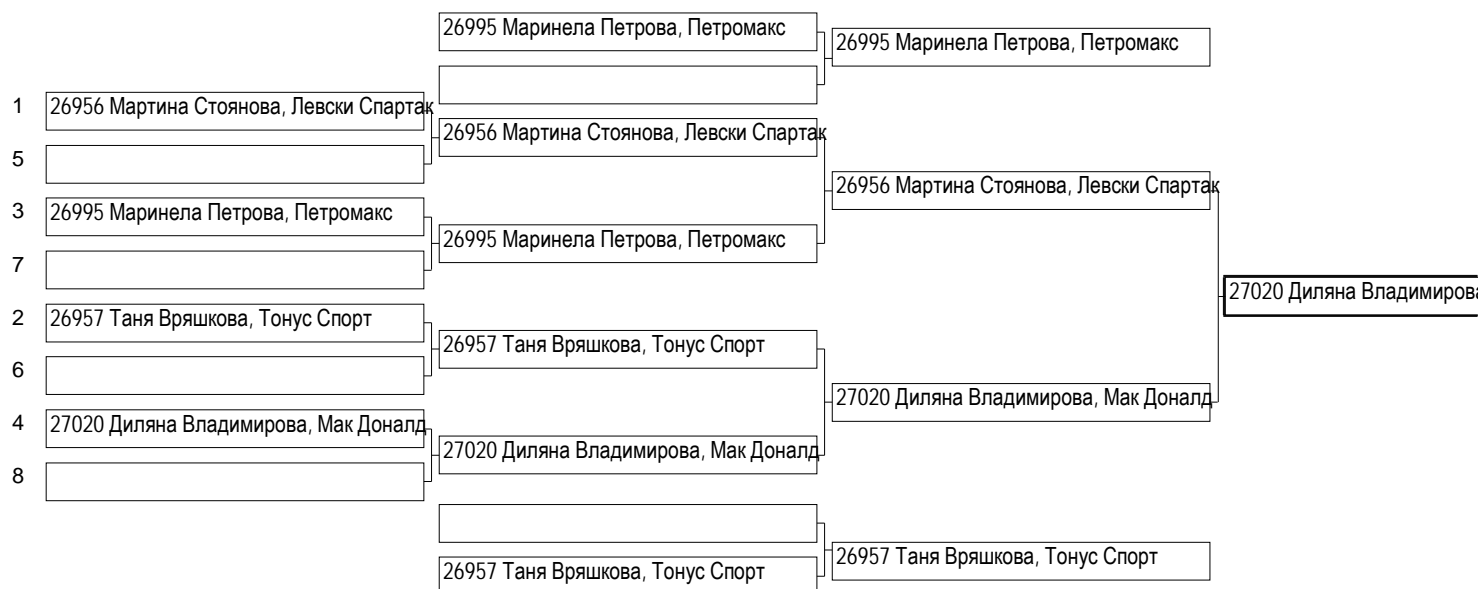 26995 Маринела Петрова, Петромакс
26995 Маринела Петрова, Петромакс
1 26956 Мартина Стоянова, Левски Спартак
26956 Мартина Стоянова, Левски Спартак
5
26956 Мартина Стоянова, Левски Спартак
3 26995 Маринела Петрова, Петромакс
26995 Маринела Петрова, Петромакс
7
27020 Диляна Владимирова
2 26957 Таня Вряшкова, Тонус Спорт
26957 Таня Вряшкова, Тонус Спорт
6
27020 Диляна Владимирова, Мак Доналд
4 27020 Диляна Владимирова, Мак Доналд
27020 Диляна Владимирова, Мак Доналд
8
26957 Таня Вряшкова, Тонус Спорт
26957 Таня Вряшкова, Тонус Спорт